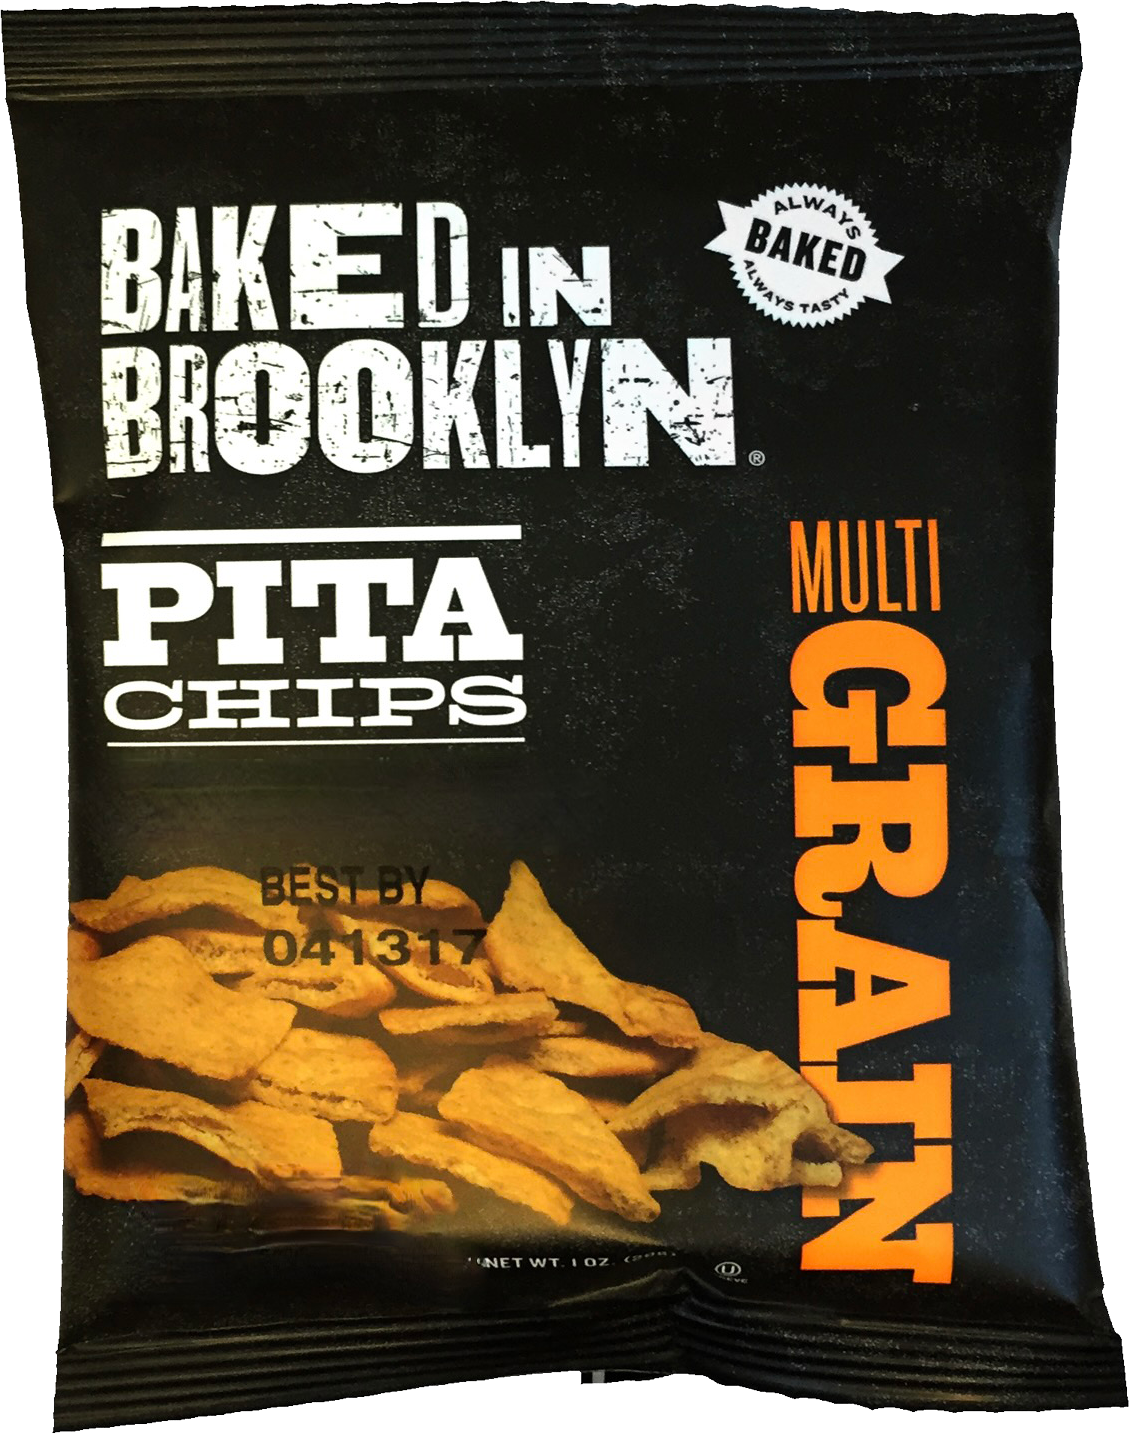 BAKED IN
BROOKLYN®
ALWAYS
BAKED
ALWAYS TASTY
PITA
CHIPS
MULTI
GRAIN
BEST BY
041317
NET WT. 1 OZ.
U